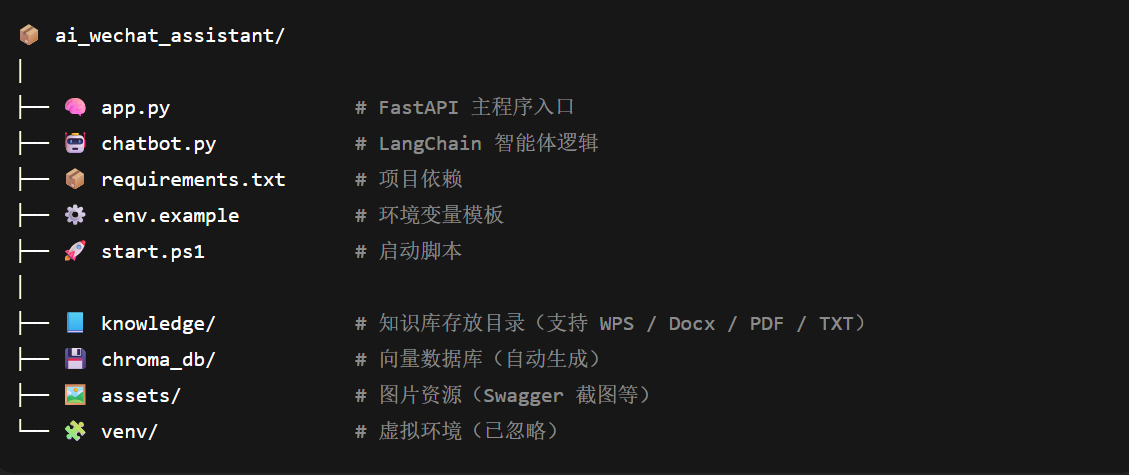 📦 ai_wechat_assistant/
│
├── 🧠 app.py # FastAPI 主程序入口
├── 🤖 chatbot.py # LangChain 智能体逻辑
├── 📦 requirements.txt # 项目依赖
├── ⚙️ .env.example # 环境变量模板
├── 🚀 start.ps1 # 启动脚本
│
├── 📘 knowledge/ # 知识库存放目录（支持 WPS / Docx / PDF / TXT）
├── 💾 chroma_db/ # 向量数据库（自动生成）
├── 🖼️ assets/ # 图片资源（Swagger 截图等）
└── 🧩 venv/ # 虚拟环境（已忽略）